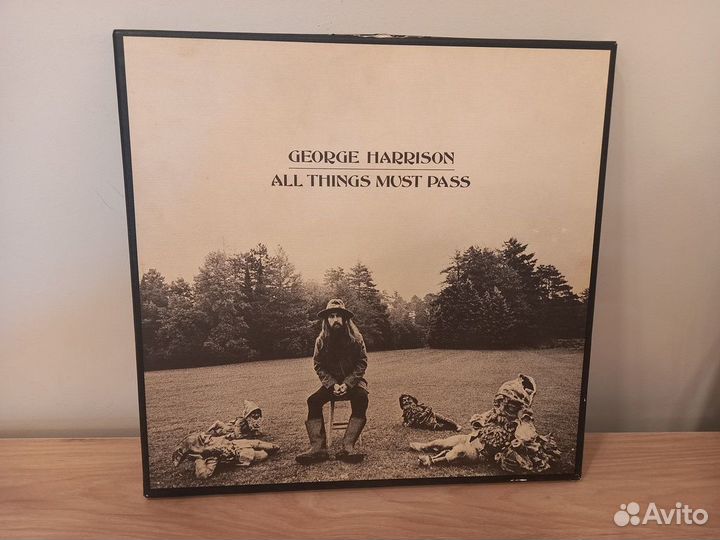 GEORGE HARRISON
ALL THINGS MUST PASS
Avito